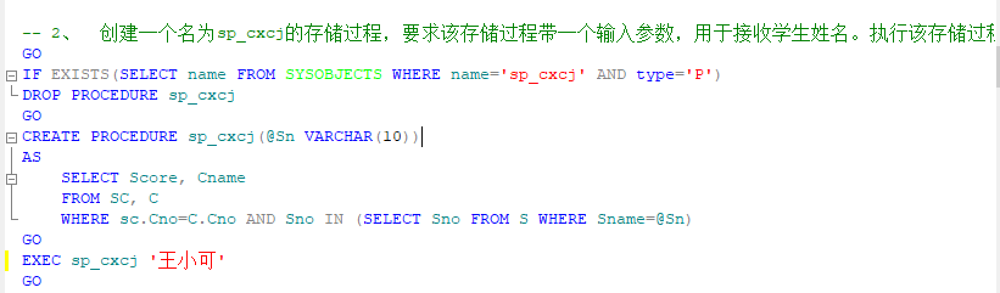 -- 2、 创建一个名为sp_cxcj的存储过程，要求该存储过程带一个输入参数，用于接收学生姓名。执行该存储过程
GO
IF EXISTS(SELECT name FROM SYSOBJECTS WHERE name='sp_cxcj' AND type='P')
DROP PROCEDURE sp_cxcj
GO
CREATE PROCEDURE sp_cxcj(@Sn VARCHAR(10))
AS
SELECT Score, Cname
FROM SC, C
WHERE sc.Cno=C.Cno AND Sno IN (SELECT Sno FROM S WHERE Sname=@Sn)
GO
EXEC sp_cxcj '王小可'
GO